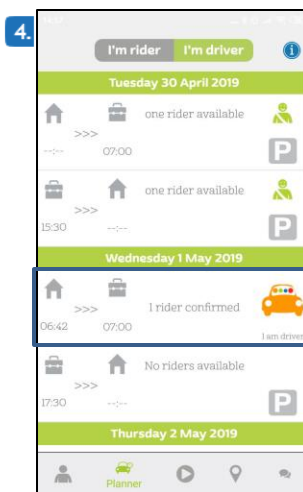 4.
I'm rider I'm driver i
Tuesday 30 April 2019
one rider available
>>>
--:-- 07:00 P
one rider available
>>>
15:30 --:-- P
Wednesday 1 May 2019
1 rider confirmed
>>>
06:42 07:00 I am driver
No riders available
>>>
17:30 --:-- P
Thursday 2 May 2019
Planner